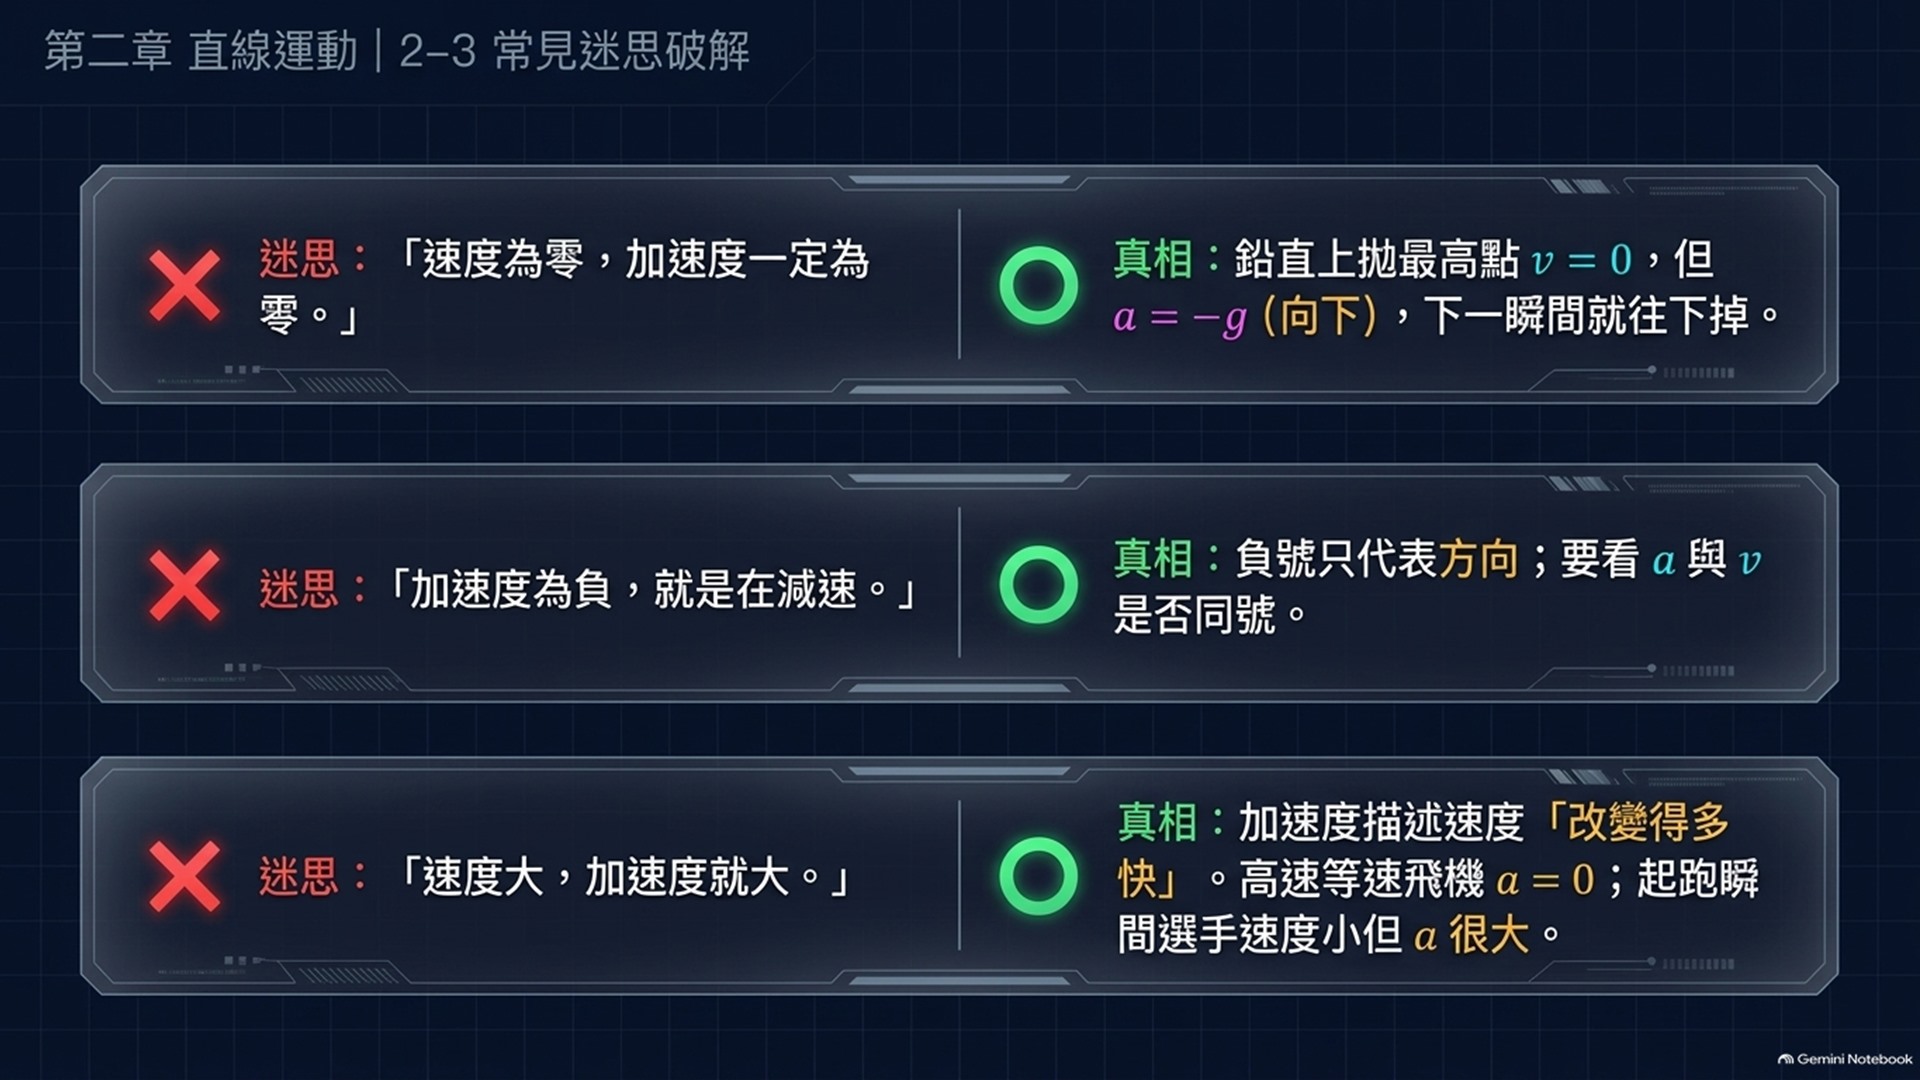 第二章 直線運動 | 2-3 常見迷思破解
迷思：「速度為零，加速度一定為
零。」
真相：鉛直上拋最高點 v = 0，但
a = −g (向下)，下一瞬間就往下掉。
迷思：「加速度為負，就是在減速。」
真相：負號只代表方向；要看 a 與 v
是否同號。
迷思：「速度大，加速度就大。」
真相：加速度描述速度「改變得多
快」。高速等速飛機 a = 0；起跑瞬
間選手速度小但 a 很大。
Gemini Notebook